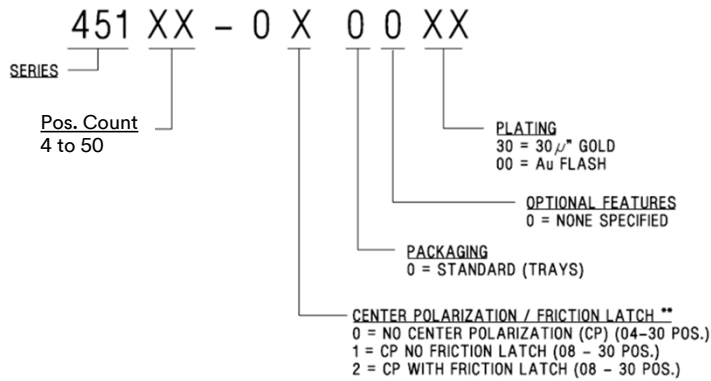 451 XX - 0 X 0 0 XX
SERIES
Pos. Count
4 to 50
PLATING
30 = 30µ" GOLD
00 = Au FLASH
OPTIONAL FEATURES
0 = NONE SPECIFIED
PACKAGING
0 = STANDARD (TRAYS)
CENTER POLARIZATION / FRICTION LATCH **
0 = NO CENTER POLARIZATION (CP) (04-30 POS.)
1 = CP NO FRICTION LATCH (08 - 30 POS.)
2 = CP WITH FRICTION LATCH (08 - 30 POS.)